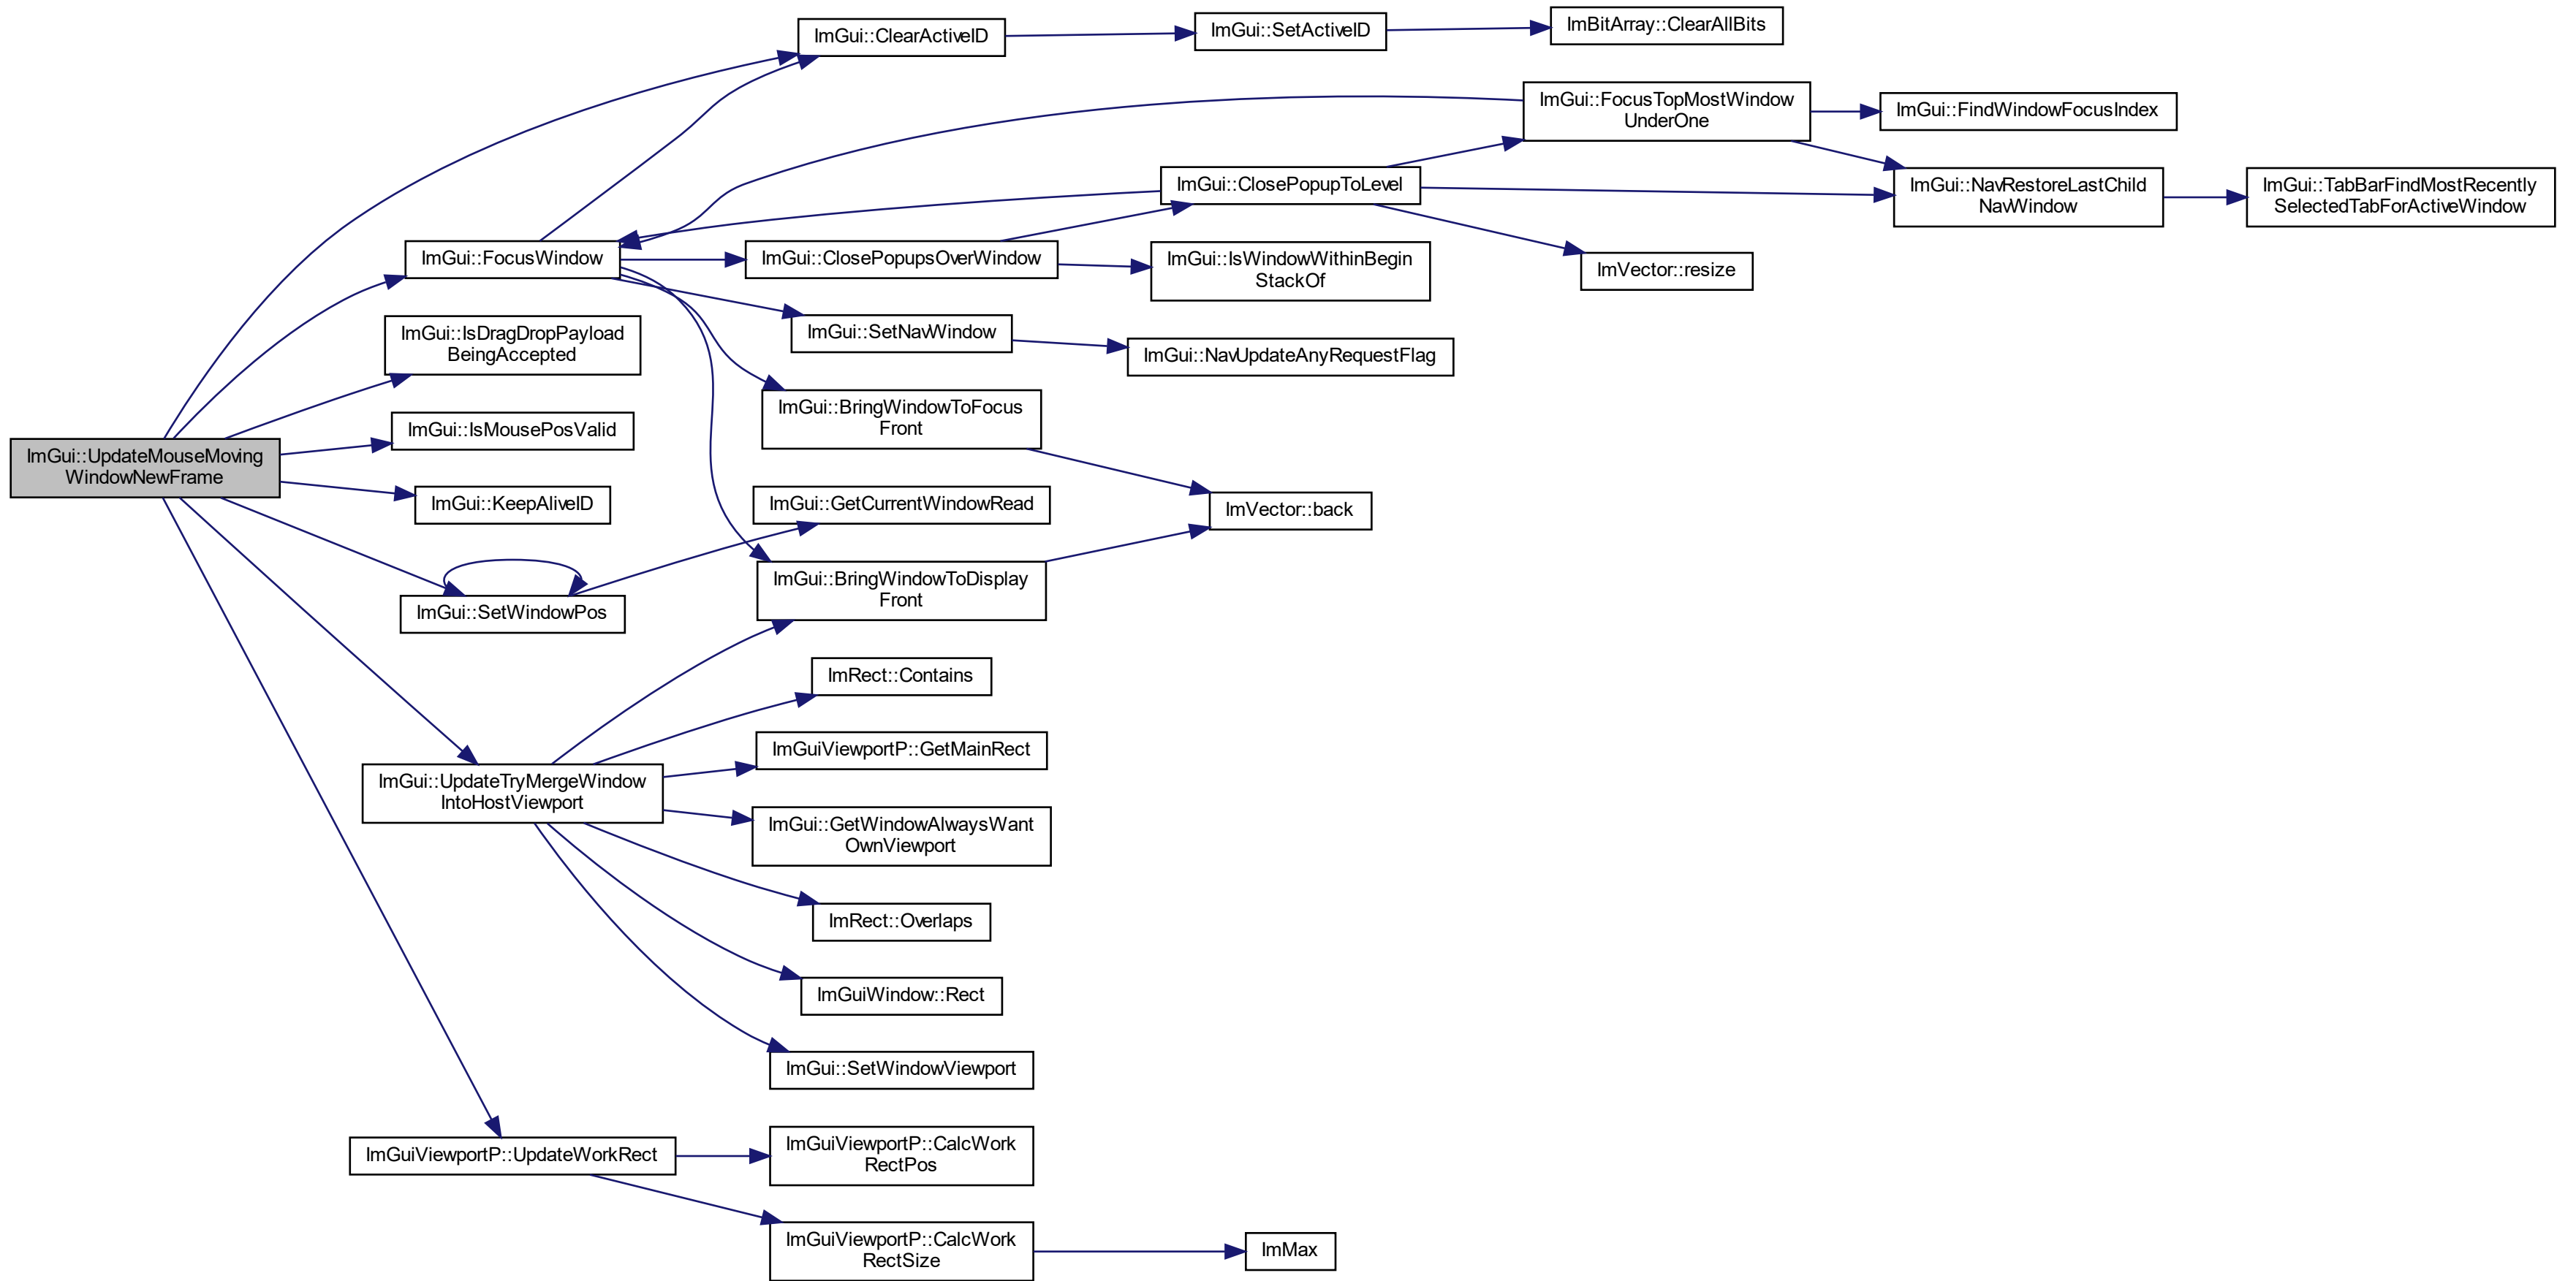 ImGui::UpdateMouseMoving
WindowNewFrame
ImGui::ClearActiveID
ImGui::SetActiveID
ImBitArray::ClearAllBits
ImGui::FocusWindow
ImGui::ClosePopupsOverWindow
ImGui::ClosePopupToLevel
ImGui::FocusTopMostWindow
UnderOne
ImGui::FindWindowFocusIndex
ImGui::NavRestoreLastChild
NavWindow
ImGui::TabBarFindMostRecently
SelectedTabForActiveWindow
ImVector::resize
ImGui::IsWindowWithinBegin
StackOf
ImGui::SetNavWindow
ImGui::NavUpdateAnyRequestFlag
ImGui::BringWindowToFocus
Front
ImVector::back
ImGui::BringWindowToDisplay
Front
ImGui::IsDragDropPayload
BeingAccepted
ImGui::IsMousePosValid
ImGui::KeepAliveID
ImGui::SetWindowPos
ImGui::GetCurrentWindowRead
ImGui::UpdateTryMergeWindow
IntoHostViewport
ImRect::Contains
ImGuiViewportP::GetMainRect
ImGui::GetWindowAlwaysWant
OwnViewport
ImRect::Overlaps
ImGuiWindow::Rect
ImGui::SetWindowViewport
ImGuiViewportP::UpdateWorkRect
ImGuiViewportP::CalcWork
RectPos
ImGuiViewportP::CalcWork
RectSize
ImMax